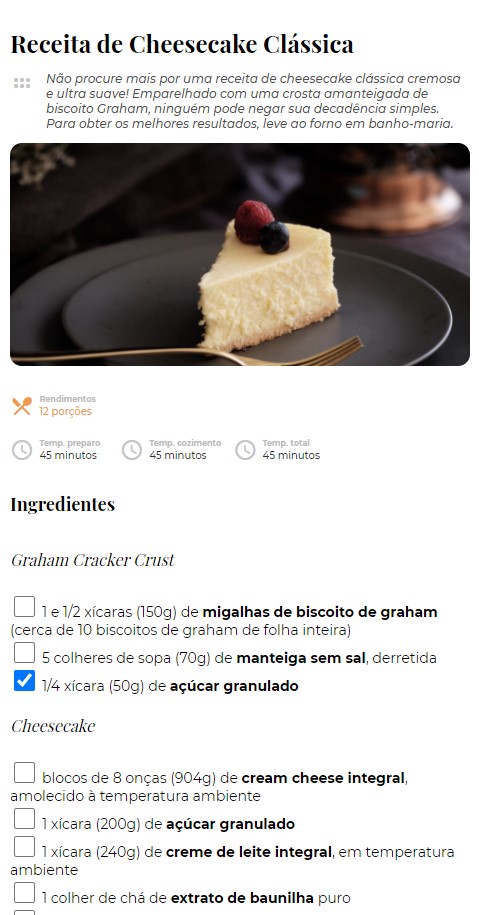 Receita de Cheesecake Clássica
Não procure mais por uma receita de cheesecake clássica cremosa
e ultra suave! Emparelhado com uma crosta amanteigada de
biscoito Graham, ninguém pode negar sua decadência simples.
Para obter os melhores resultados, leve ao forno em banho-maria.
Rendimentos
12 porções
Temp. preparo
45 minutos
Temp. cozimento
45 minutos
Temp. total
45 minutos
Ingredientes
Graham Cracker Crust
1 e 1/2 xícaras (150g) de migalhas de biscoito de graham
(cerca de 10 biscoitos de graham de folha inteira)
5 colheres de sopa (70g) de manteiga sem sal, derretida
1/4 xícara (50g) de açúcar granulado
Cheesecake
blocos de 8 onças (904g) de cream cheese integral,
amolecido à temperatura ambiente
1 xícara (200g) de açúcar granulado
1 xícara (240g) de creme de leite integral, em temperatura
ambiente
1 colher de chá de extrato de baunilha puro